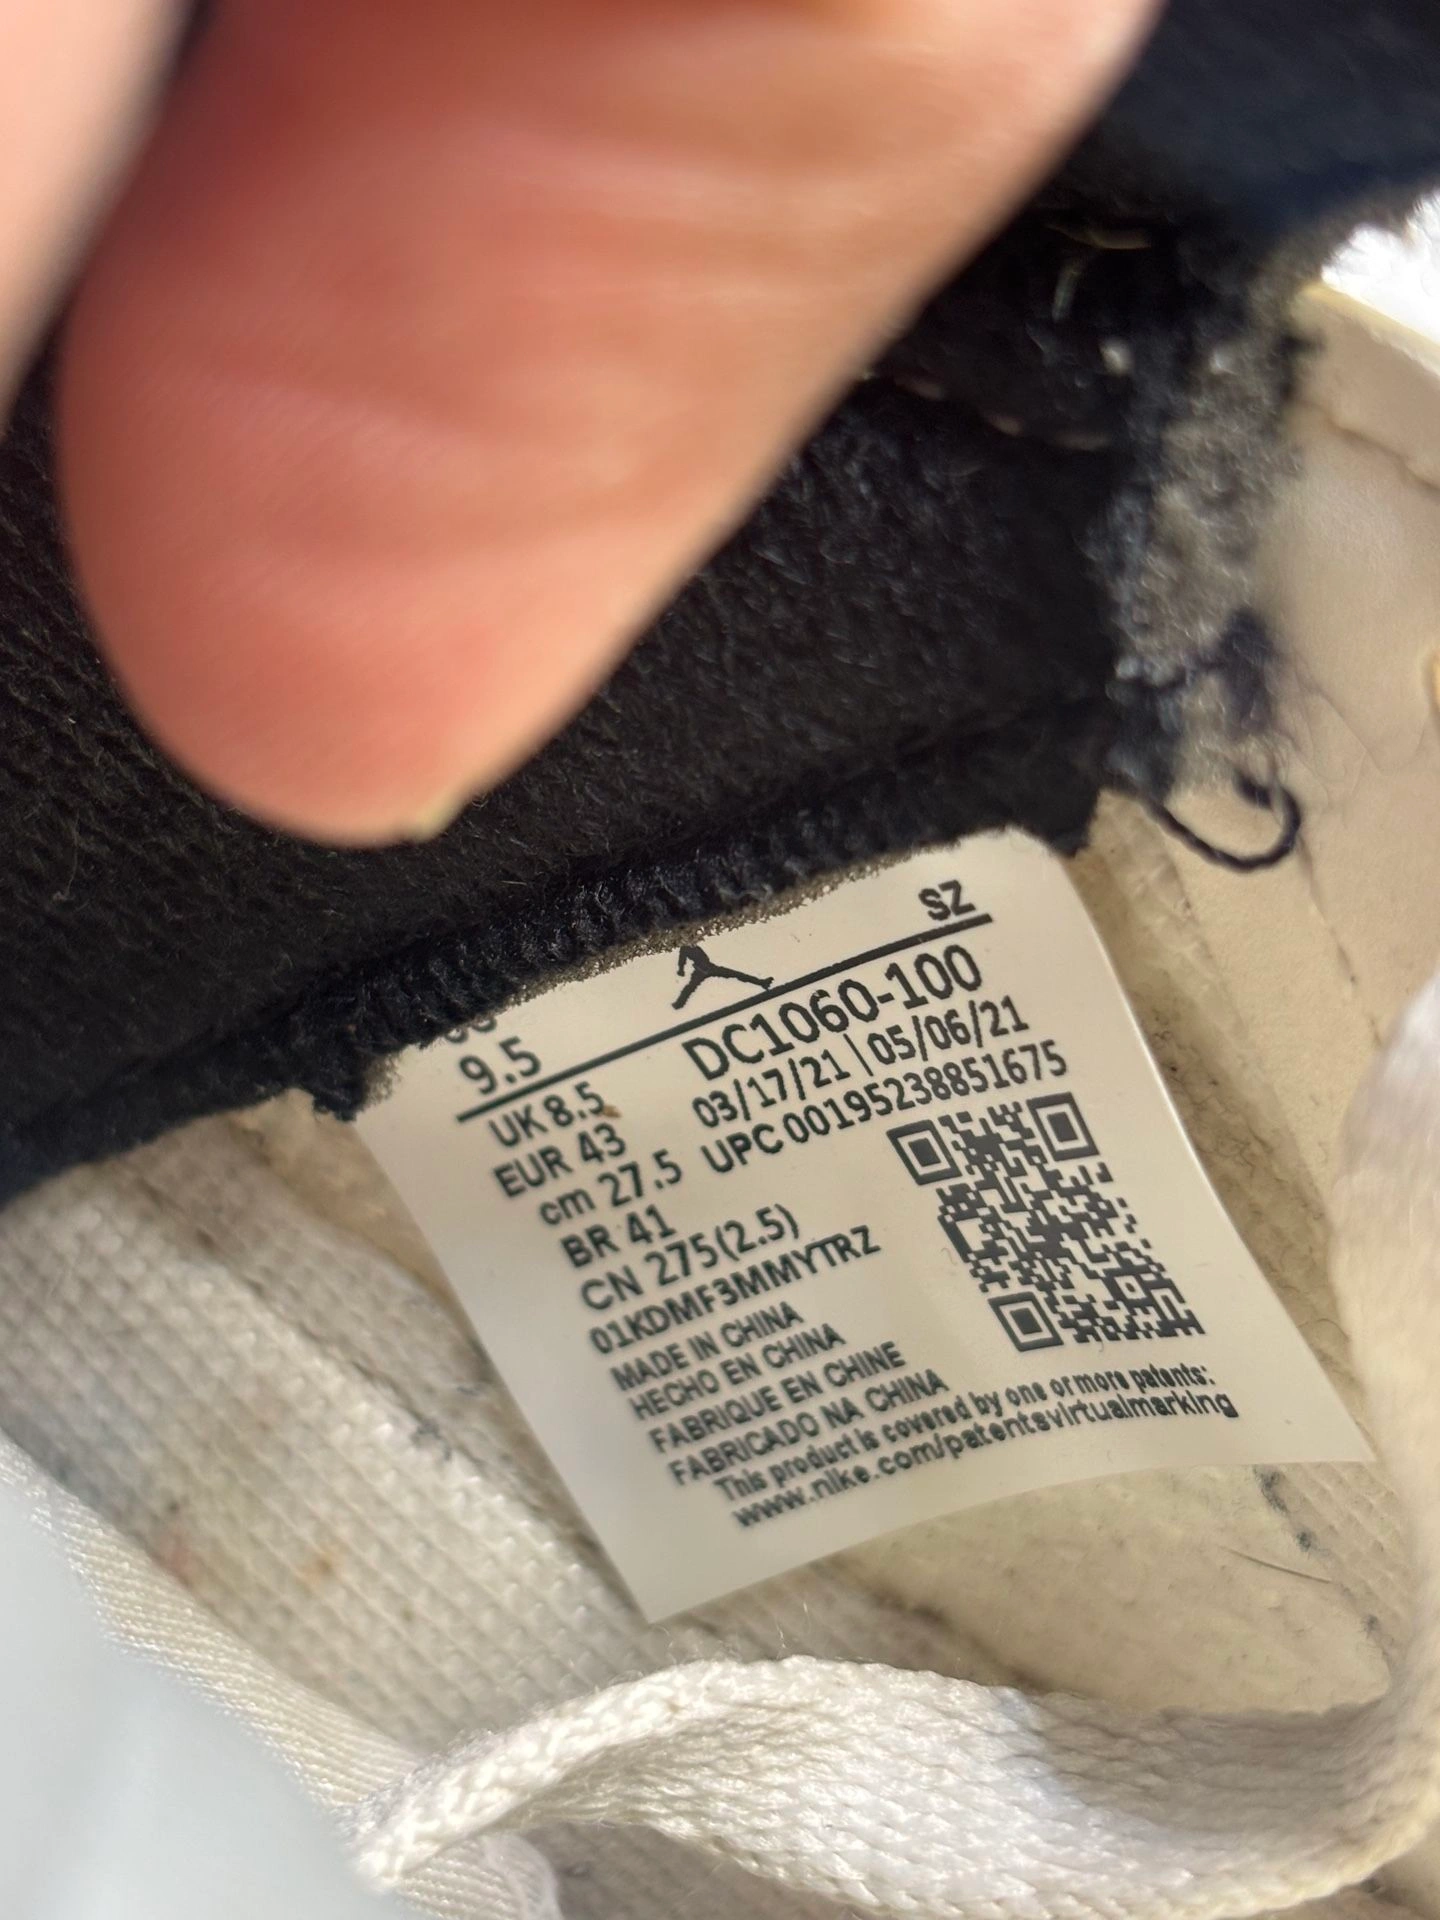 SZ
9.5
DC1060-100
03/17/21 | 05/06/21
UPC 00195238851675
UK 8.5
EUR 43
cm 27.5
BR 41
CN 275(2.5)
01KDMF3MMYTRZ
MADE IN CHINA
HECHO EN CHINA
FABRIQUE EN CHINE
FABRICADO NA CHINA
This product is covered by one or more patents:
www.nike.com/patentsvirtualmarking